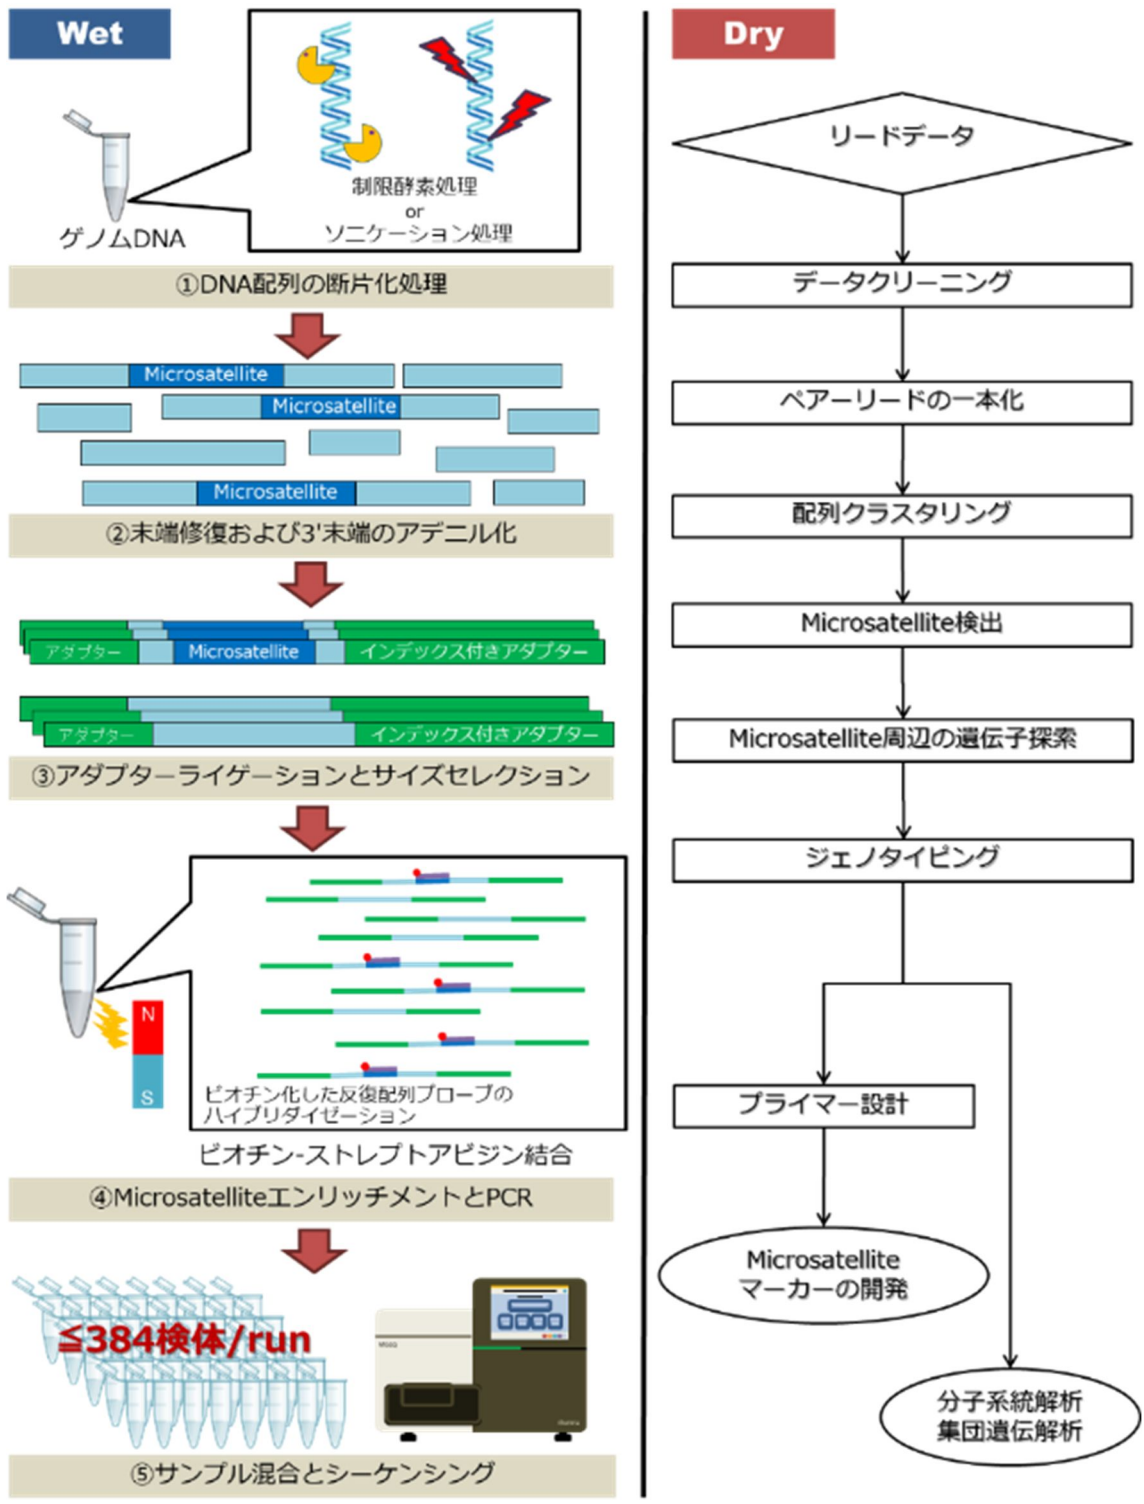 Wet
制限酵素処理
or
ソニケーション処理
ゲノムDNA
①DNA配列の断片化処理
Microsatellite
Microsatellite
Microsatellite
②末端修復および3'末端のアデニル化
アダプター
Microsatellite
インデックス付きアダプター
アダプター
インデックス付きアダプター
③アダプターライゲーションとサイズセレクション
N
S
ビオチン化した反復配列プローブの
ハイブリダイゼーション
ビオチン-ストレプトアビジン結合
④MicrosatelliteエンリッチメントとPCR
≦384検体/run
⑤サンプル混合とシーケンシング
Dry
リードデータ
データクリーニング
ペアーリードの一本化
配列クラスタリング
Microsatellite検出
Microsatellite周辺の遺伝子探索
ジェノタイピング
プライマー設計
Microsatellite
マーカーの開発
分子系統解析
集団遺伝解析